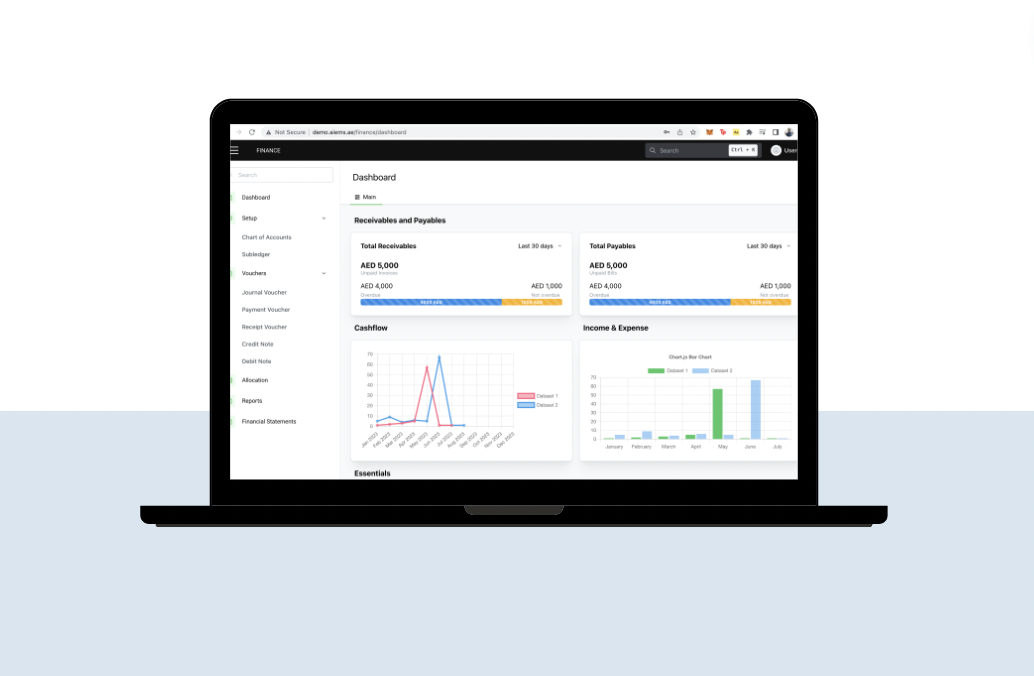 Not Secure | demo.aiems.ae/finance/dashboard
FINANCE
Search
Ctrl + K
User
Search
Dashboard
Setup
Chart of Accounts
Subledger
Vouchers
Journal Voucher
Payment Voucher
Receipt Voucher
Credit Note
Debit Note
Allocation
Reports
Financial Statements
Dashboard
Main
Receivables and Payables
Total Receivables
Last 30 days
AED 5,000
Unpaid Invoices
AED 4,000
AED 1,000
Overdue
Not overdue
Total Payables
Last 30 days
AED 5,000
Unpaid Bills
AED 4,000
AED 1,000
Overdue
Not overdue
Cashflow
70
60
50
40
30
20
10
0
Jan 2023
Feb 2023
Mar 2023
Apr 2023
May 2023
Jun 2023
Jul 2023
Aug 2023
Sep 2023
Oct 2023
Nov 2023
Dec 2023
Dataset 1
Dataset 2
Income & Expense
Chart.js Bar Chart
Dataset 1
Dataset 2
70
60
50
40
30
20
10
0
January
February
March
April
May
June
July
Essentials